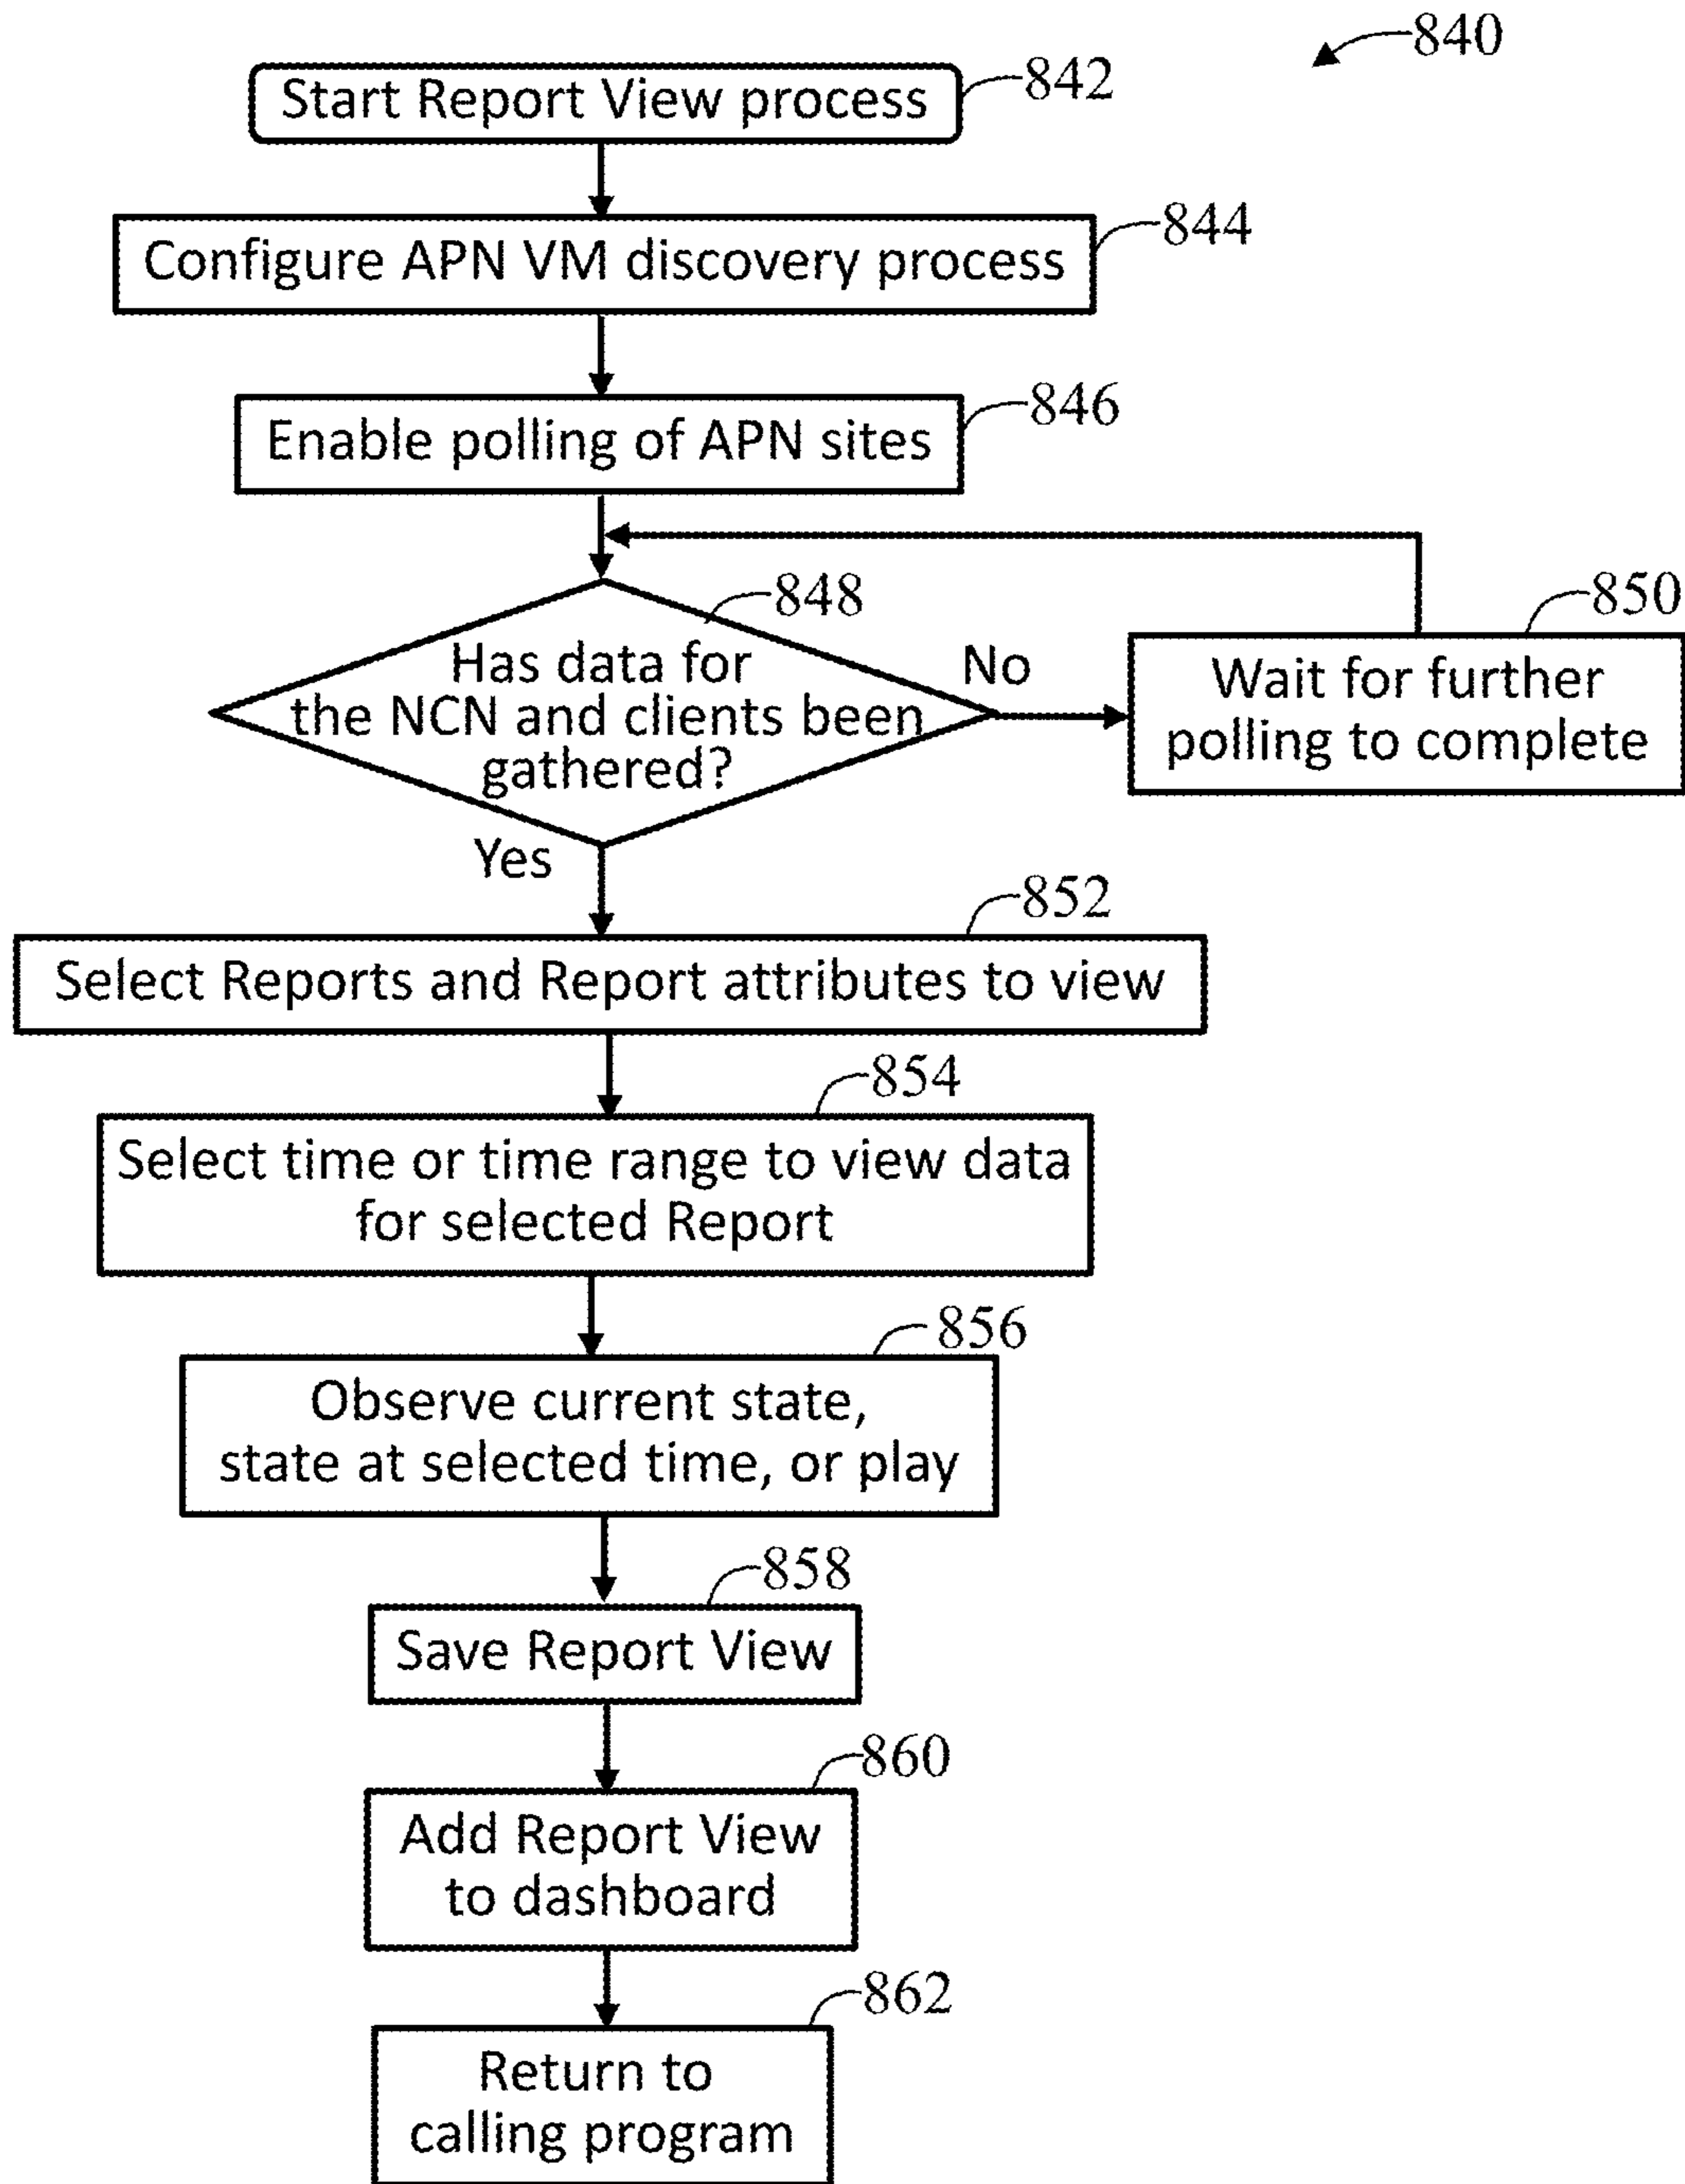 840
Start Report View process
842
Configure APN VM discovery process
844
Enable polling of APN sites
846
848
Has data for
the NCN and clients been
gathered?
No
850
Wait for further
polling to complete
Yes
852
Select Reports and Report attributes to view
854
Select time or time range to view data
for selected Report
856
Observe current state,
state at selected time, or play
858
Save Report View
860
Add Report View
to dashboard
862
Return to
calling program